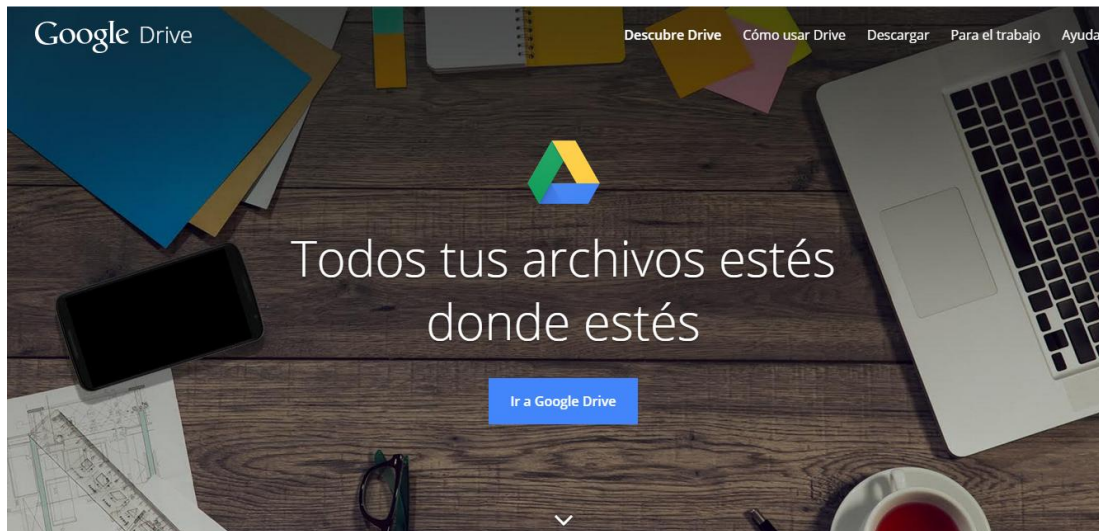 Google Drive
Descubre Drive Cómo usar Drive Descargar Para el trabajo Ayuda
Todos tus archivos estés
donde estés
Ir a Google Drive